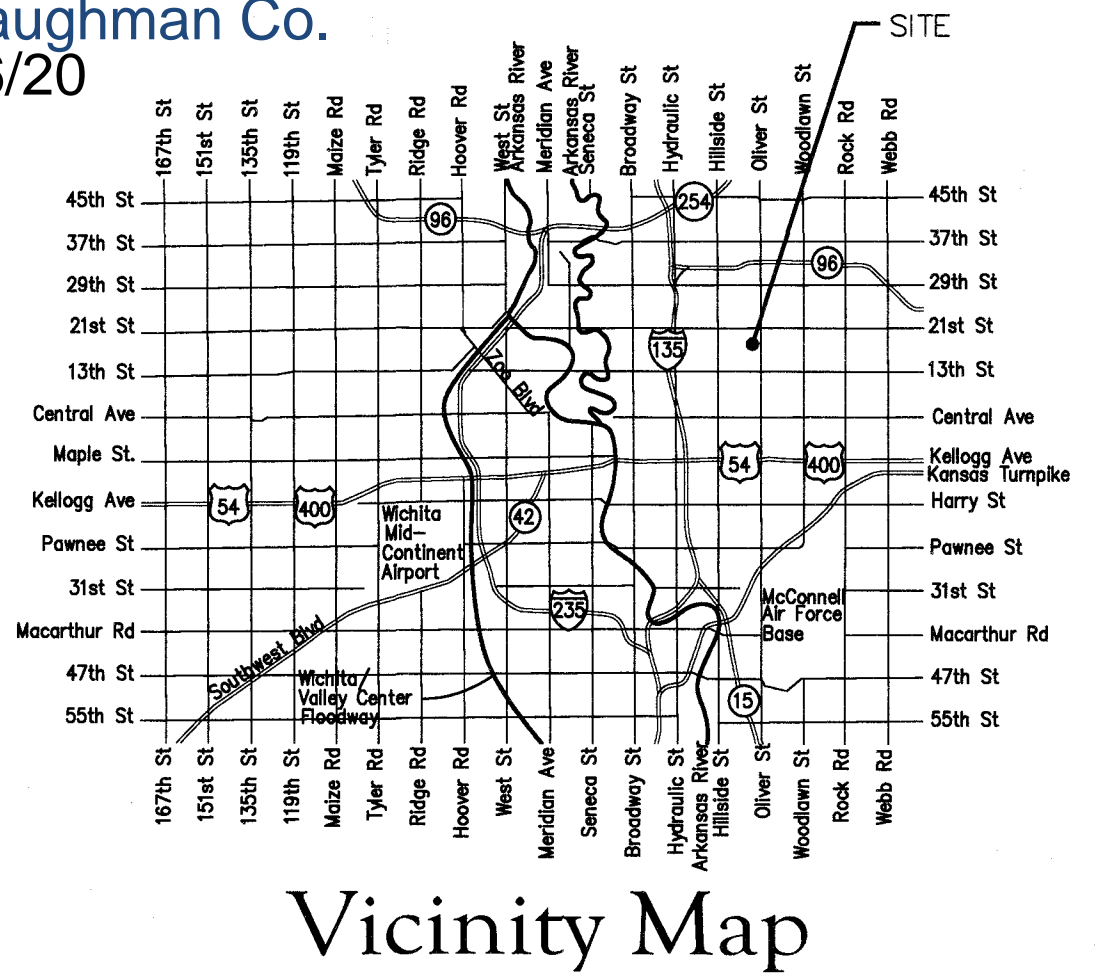 aughman Co.
6/20
SITE
167th St
151st St
135th St
119th St
Maize Rd
Tyler Rd
Ridge Rd
Hoover Rd
West St
Arkansas River
Meridian Ave
Arkansas River
Seneca St
Broadway St
Hydraulic St
Hillside St
Oliver St
Woodlawn St
Rock Rd
Webb Rd
45th St
37th St
29th St
21st St
13th St
Central Ave
Maple St.
Kellogg Ave
Pawnee St
31st St
Macarthur Rd
47th St
55th St
96
254
96
135
Zoo Blvd
54
400
54
400
42
Wichita
Mid-
Continent
Airport
235
McConnell
Air Force
Base
Southwest Blvd
Wichita/
Valley Center
Floodway
15
45th St
37th St
29th St
21st St
13th St
Central Ave
Kellogg Ave
Kansas Turnpike
Harry St
Pawnee St
31st St
Macarthur Rd
47th St
55th St
167th St
151st St
135th St
119th St
Maize Rd
Tyler Rd
Ridge Rd
Hoover Rd
West St
Meridian Ave
Seneca St
Broadway St
Hydraulic St
Arkansas River
Hillside St
Oliver St
Woodlawn St
Rock Rd
Webb Rd
Vicinity Map